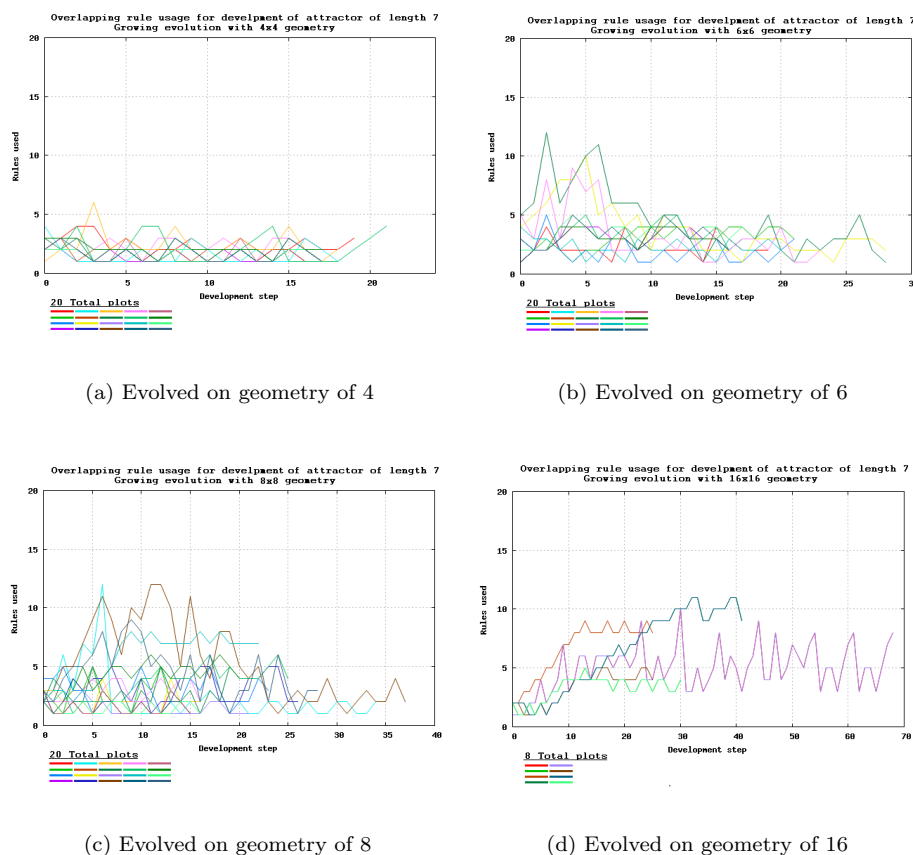 Overlapping rule usage for develpment of attractor of length 7
Growing evolution with 4x4 geometry
20
15
10
5
0
Rules used
0 5 10 15 20
Development step
20 Total plots
(a) Evolved on geometry of 4
Overlapping rule usage for develpment of attractor of length 7
Growing evolution with 6x6 geometry
20
15
10
5
0
Rules used
0 5 10 15 20 25 3
Development step
20 Total plots
(b) Evolved on geometry of 6
Overlapping rule usage for develpment of attractor of length 7
Growing evolution with 8x8 geometry
20
15
10
5
0
Rules used
0 5 10 15 20 25 30 35 40
Development step
20 Total plots
(c) Evolved on geometry of 8
Overlapping rule usage for develpment of attractor of length 7
Growing evolution with 16x16 geometry
20
15
10
5
0
Rules used
0 10 20 30 40 50 60 70
Development step
8 Total plots
(d) Evolved on geometry of 16